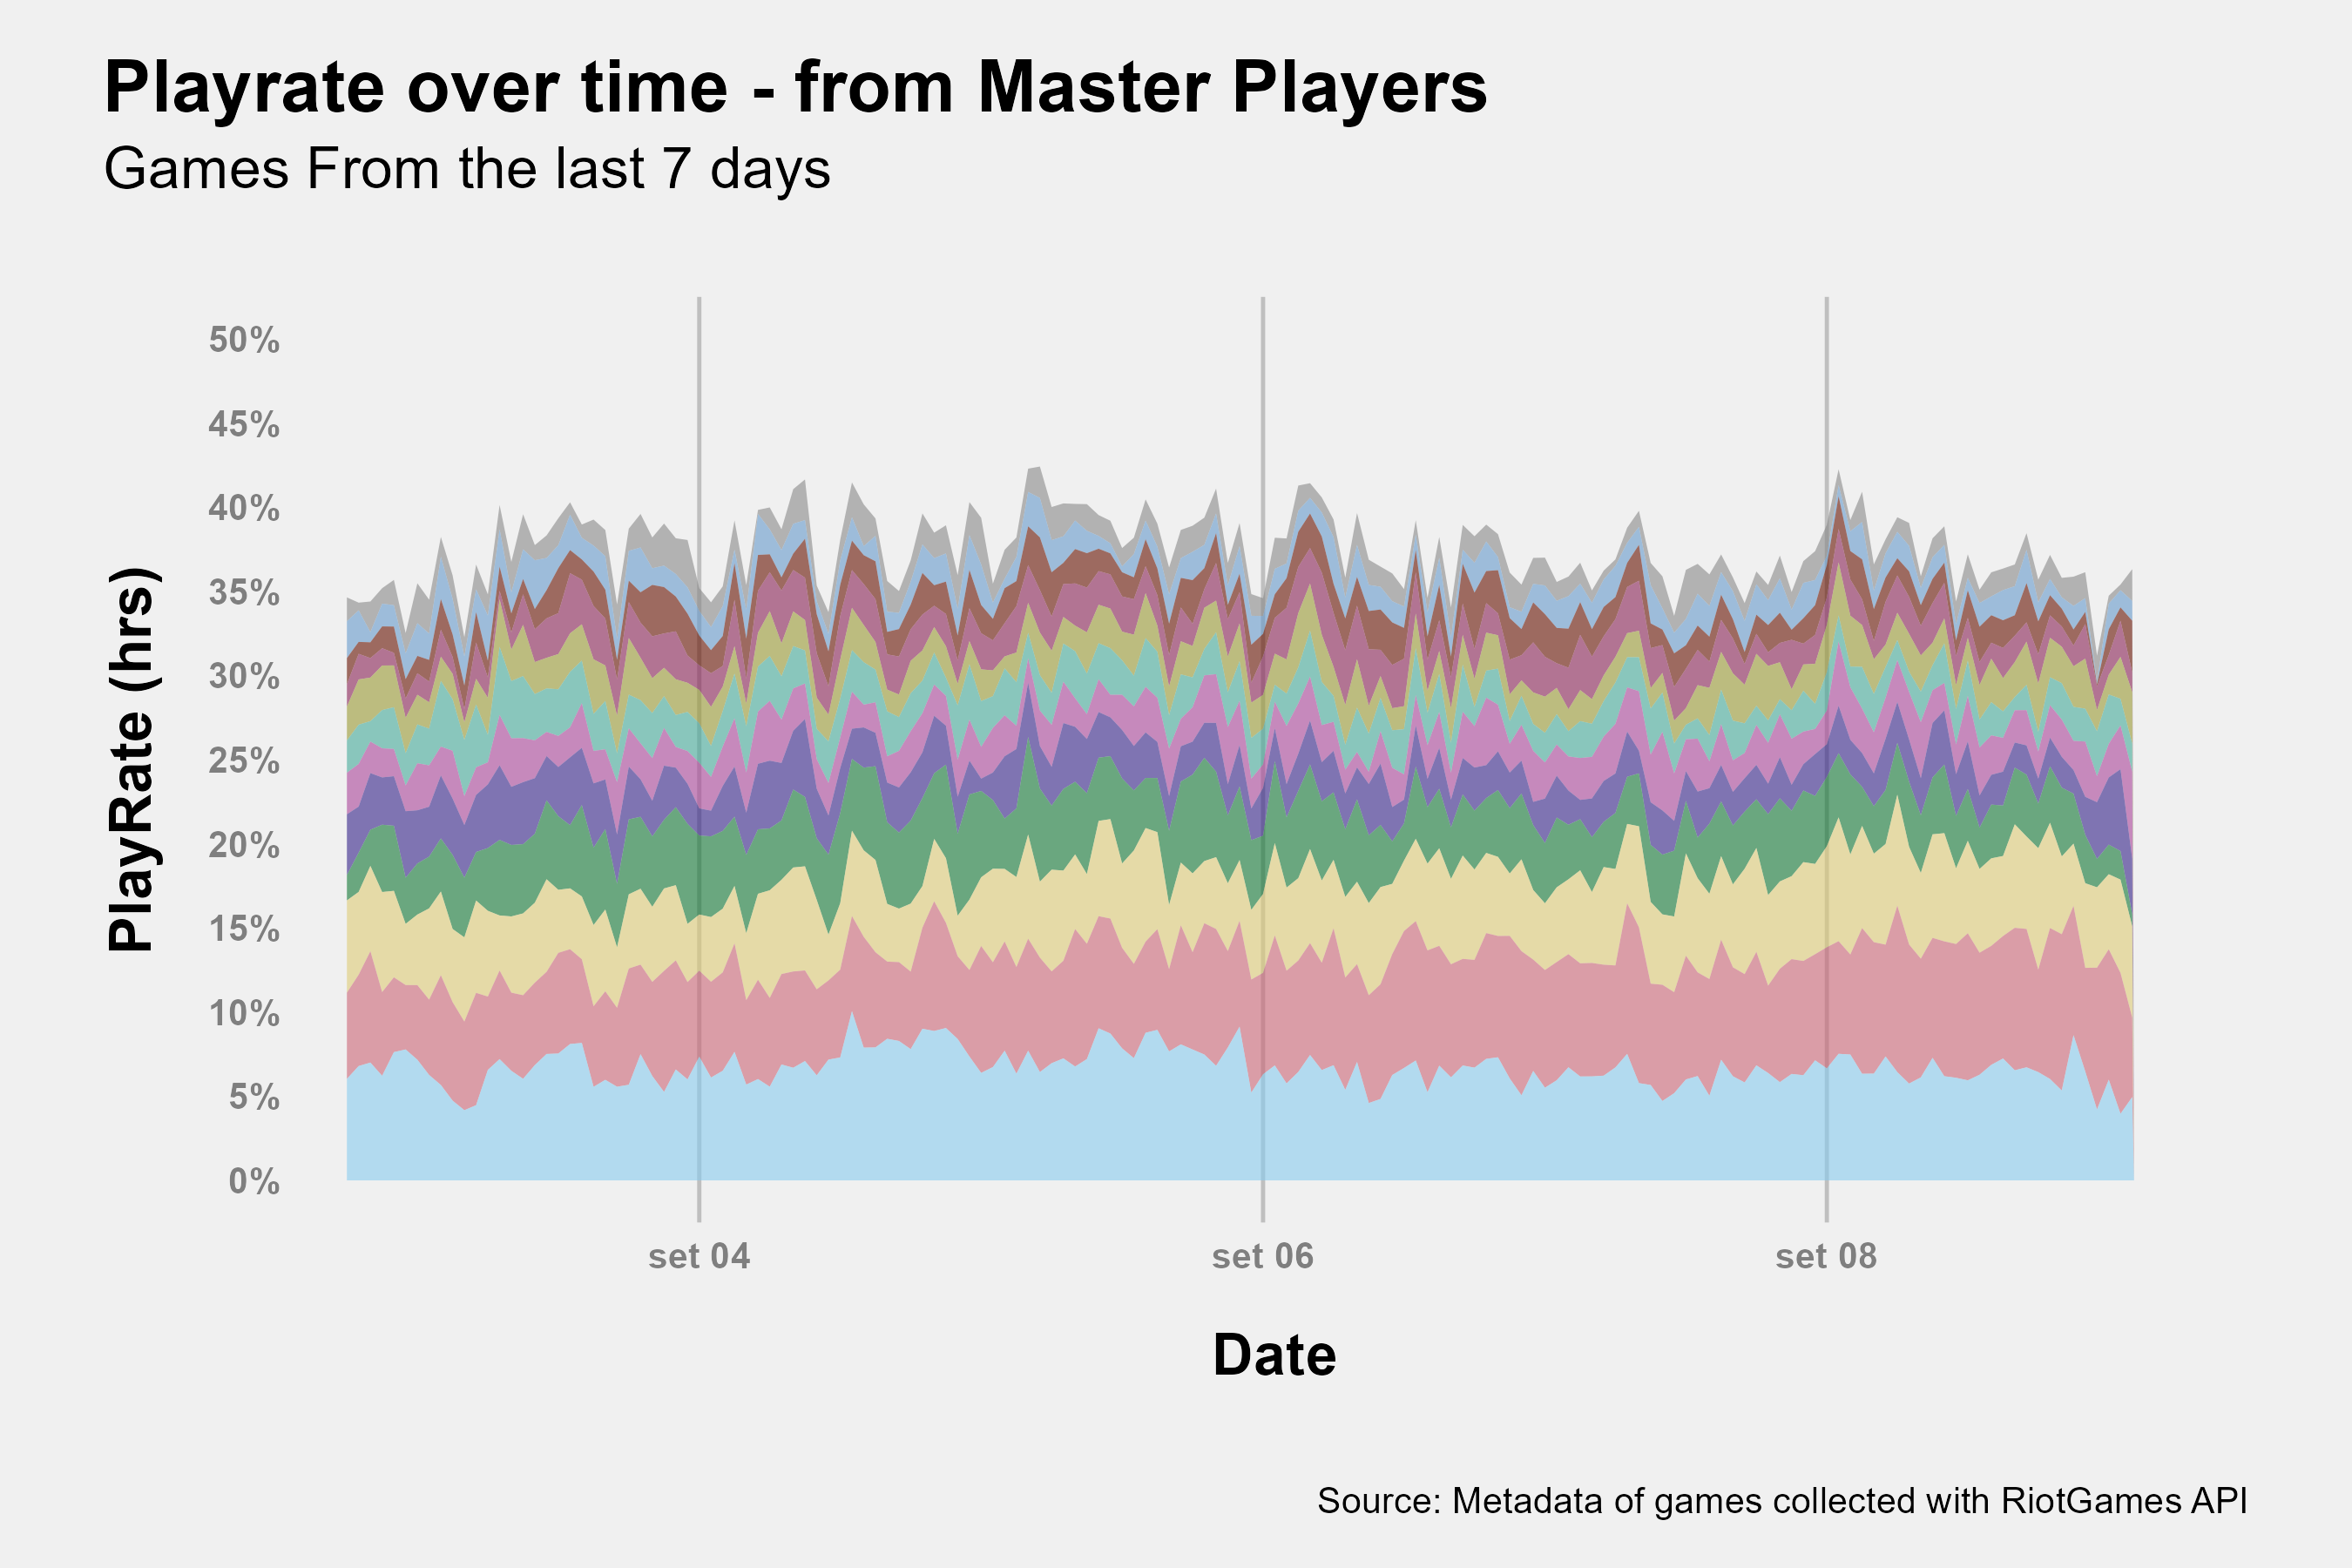 Playrate over time - from Master Players
Games From the last 7 days
PlayRate (hrs)
50%
45%
40%
35%
30%
25%
20%
15%
10%
5%
0%
set 04
set 06
set 08
Date
Source: Metadata of games collected with RiotGames API